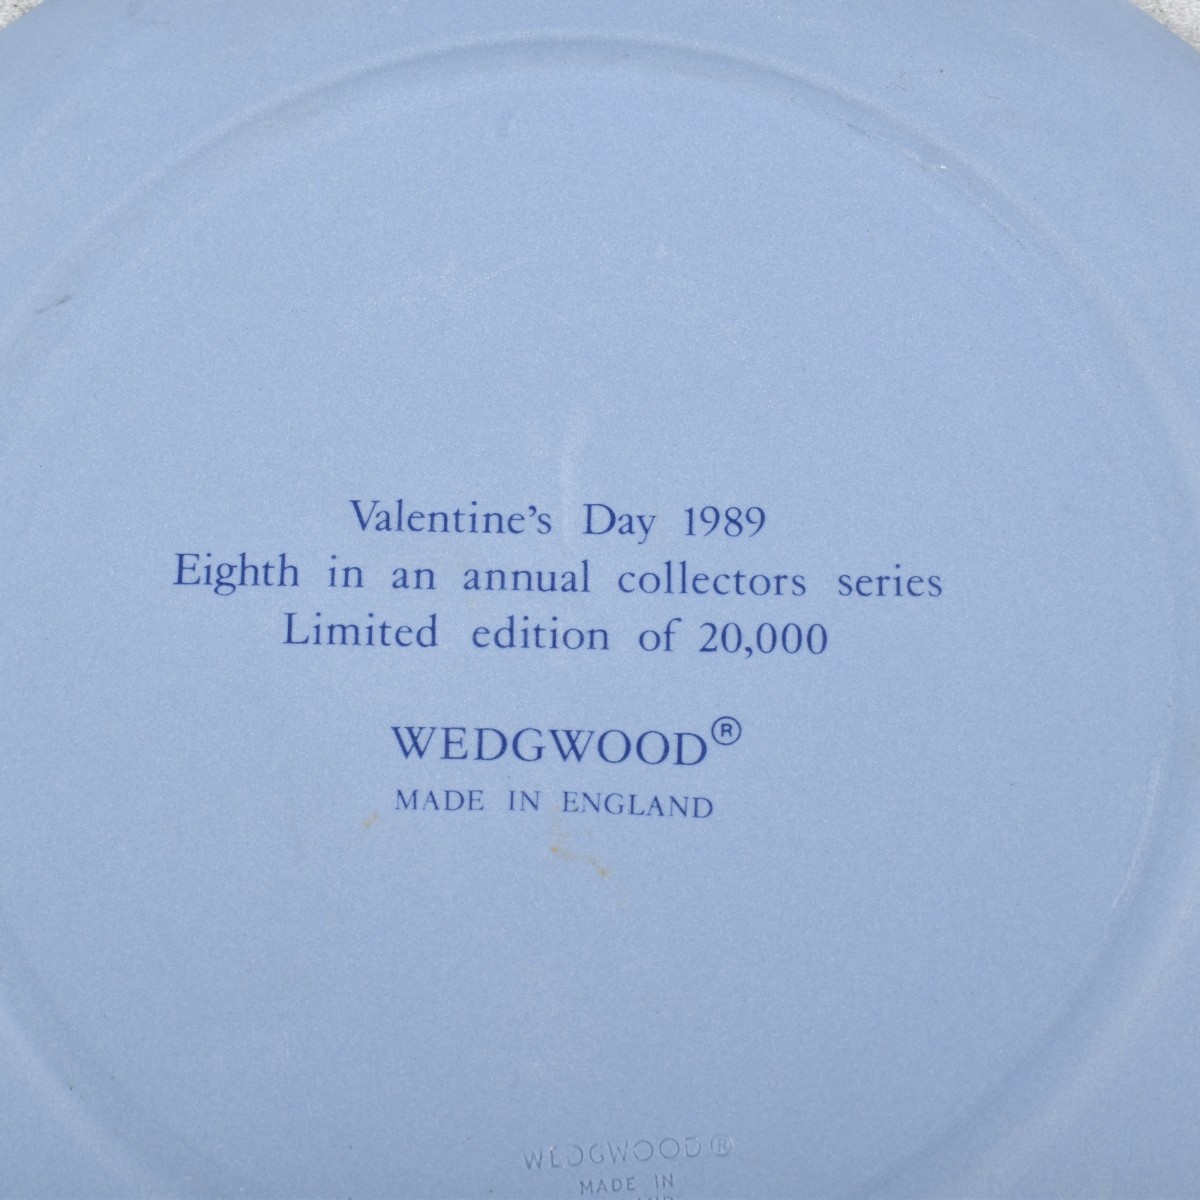 Valentine’s Day 1989
Eighth in an annual collectors series
Limited edition of 20,000
WEDGWOOD®
MADE IN ENGLAND
WEDGWOOD®
MADE IN